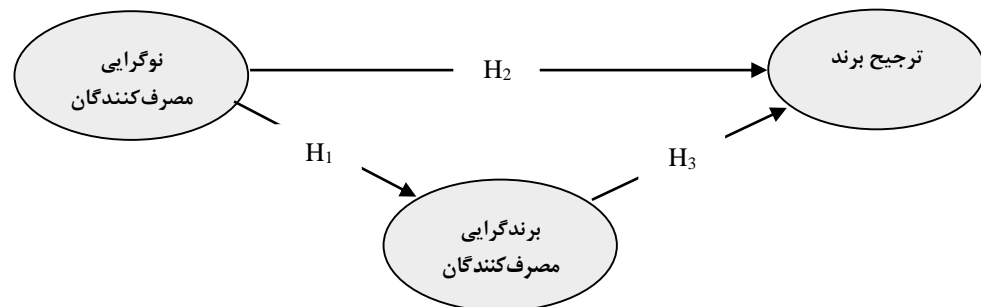 نوگرایی
مصرف‌کنندگان
H₂
ترجیح برند
H₁
H₃
برندگرایی
مصرف‌کنندگان